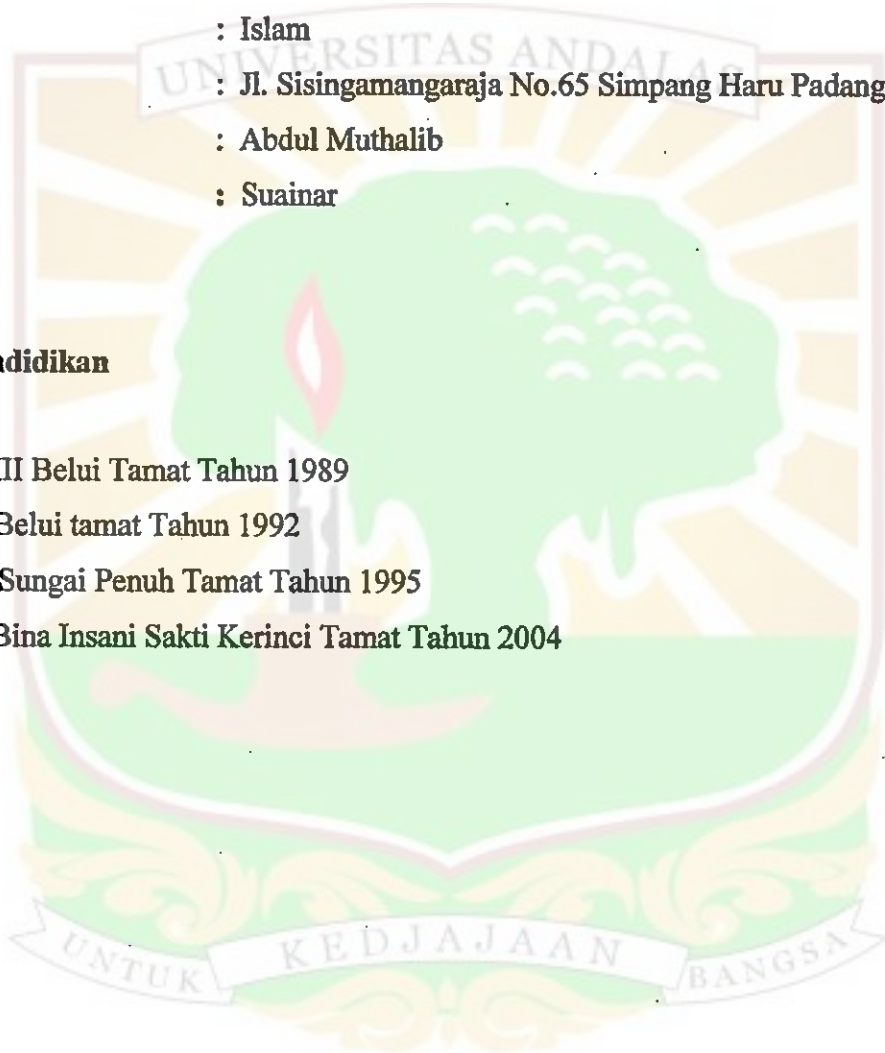 : Islam
UNIVERSITAS ANDALAS
: Jl. Sisingamangaraja No.65 Simpang Haru Padang
: Abdul Muthalib
: Suainar
didikan
II Belui Tamat Tahun 1989
Belui tamat Tahun 1992
Sungai Penuh Tamat Tahun 1995
Bina Insani Sakti Kerinci Tamat Tahun 2004
UNTUK KEDJAJAAN BANGSA